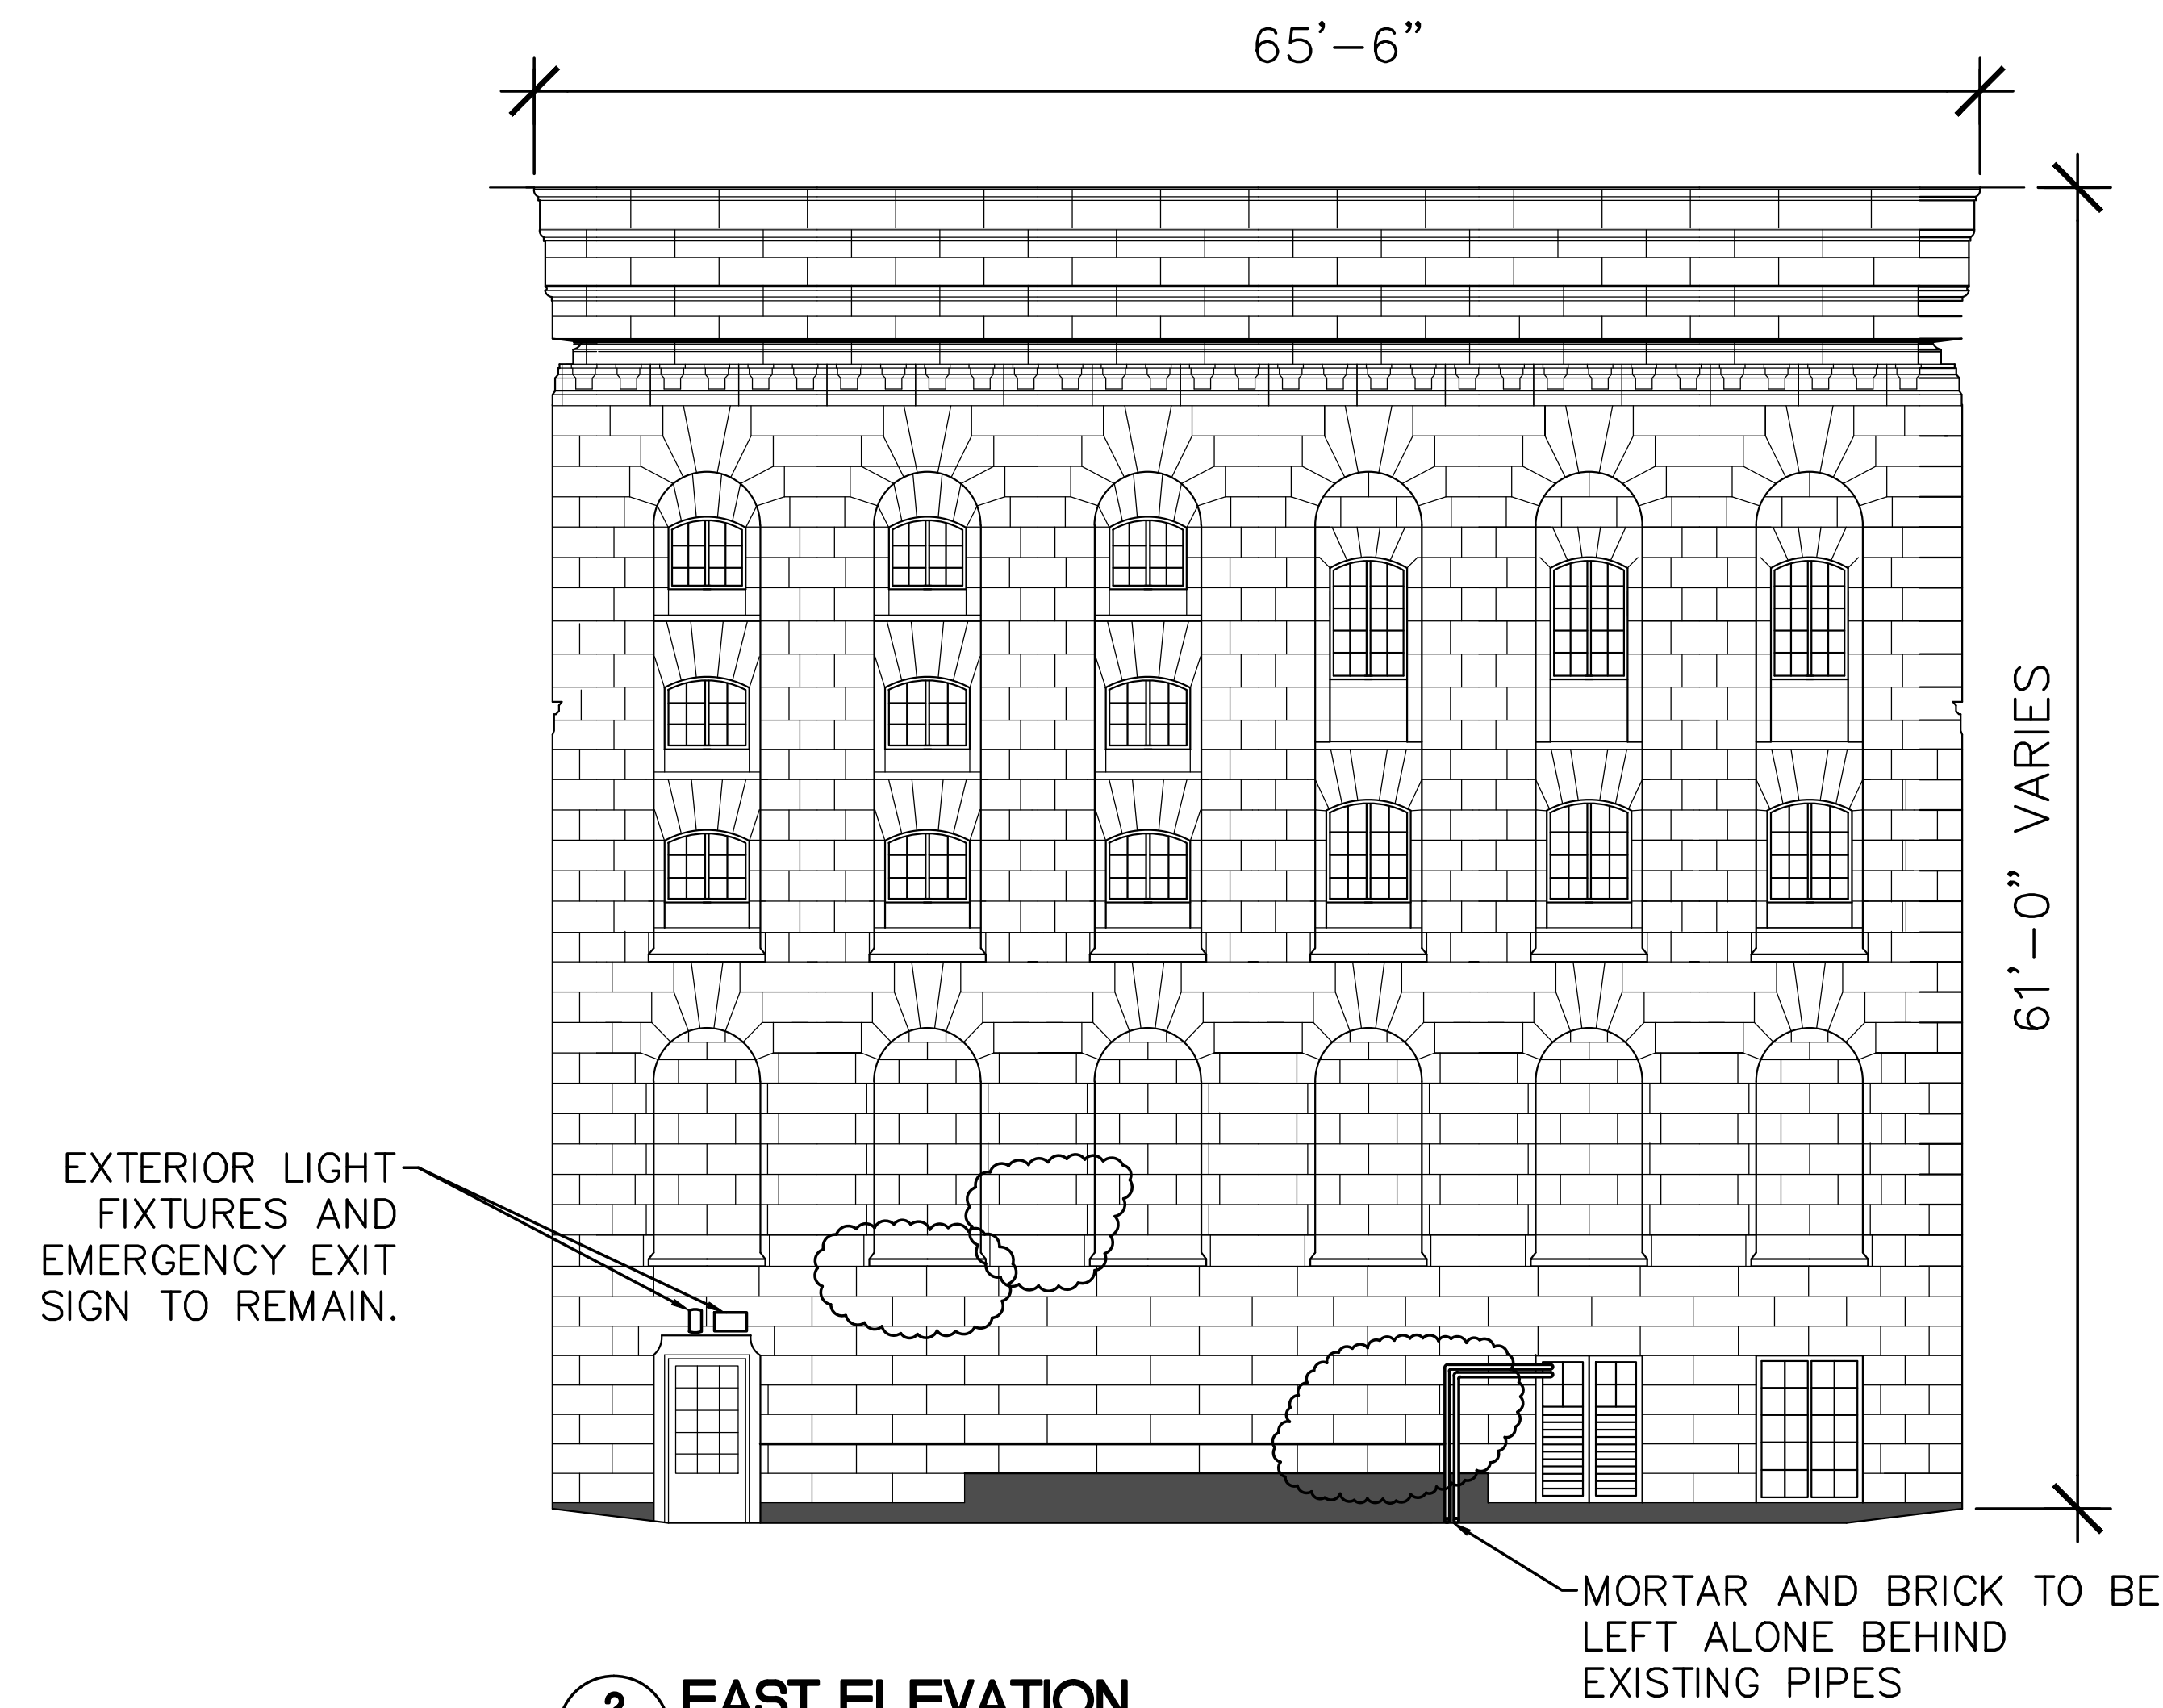 65'-6"
61'-0" VARIES
EXTERIOR LIGHT
FIXTURES AND
EMERGENCY EXIT
SIGN TO REMAIN.
MORTAR AND BRICK TO BE
LEFT ALONE BEHIND
EXISTING PIPES
2 EAST ELEVATION